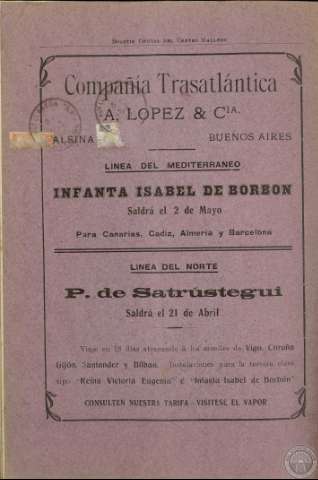 BOLETIN OFICIAL DEL CENTRO GALLEGO
Compañía Trasatlántica
A. LOPEZ & CIA.
ALSINA BUENOS AIRES
LINEA DEL MEDITERRANEO
INFANTA ISABEL DE BORBON
Saldrá el 2 de Mayo
Para Canarias, Cadiz, Almería y Barcelona
LINEA DEL NORTE
P. de Satrústegui
Saldrá el 21 de Abril
Viaje en 18 días atracando á los muelles de Vigo, Coruña
Gijón, Santander y Bilbao. Instalaciones para la tercera clase
tipo "Reina Victoria Eugenia" é "Infanta Isabel de Borbón"
CONSULTEN NUESTRA TARIFA - VISITESE EL VAPOR